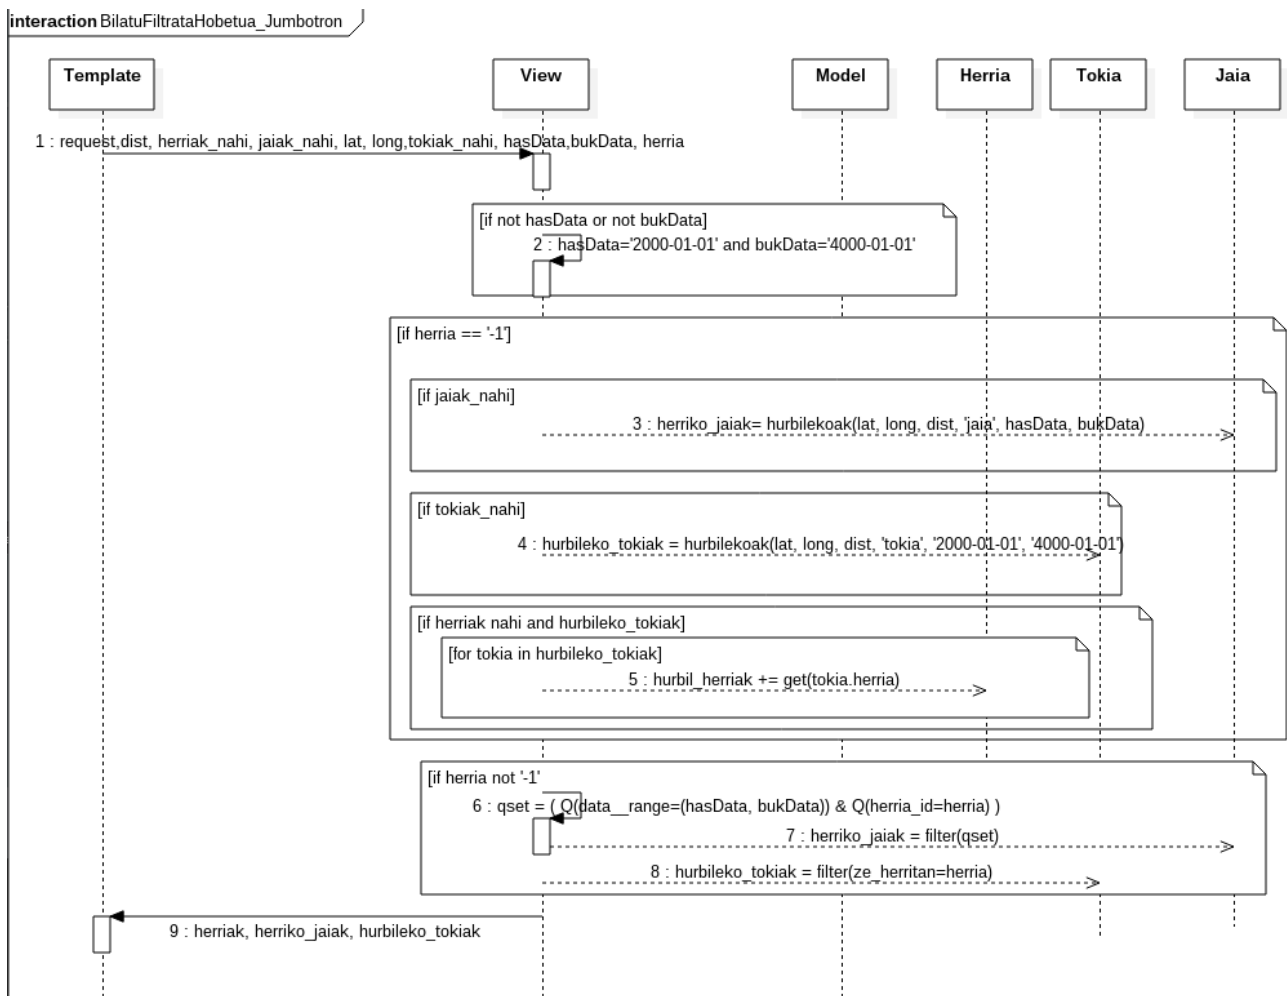 interaction BilatuFiltrataHobetua_Jumbotron
Template
View
Model
Herria
Tokia
Jaia
1 : request,dist, herriak_nahi, jaiak_nahi, lat, long,tokiak_nahi, hasData,bukData, herria
[if not hasData or not bukData]
2 : hasData='2000-01-01' and bukData='4000-01-01'
[if herria == '-1']
[if jaiak_nahi]
3 : herriko_jaiak= hurbilekoak(lat, long, dist, 'jaia', hasData, bukData)
[if tokiak_nahi]
4 : hurbileko_tokiak = hurbilekoak(lat, long, dist, 'tokia', '2000-01-01', '4000-01-01')
[if herriak nahi and hurbileko_tokiak]
[for tokia in hurbileko_tokiak]
5 : hurbil_herriak += get(tokia.herria)
[if herria not '-1'
6 : qset = ( Q(data__range=(hasData, bukData)) & Q(herria_id=herria) )
7 : herriko_jaiak = filter(qset)
8 : hurbileko_tokiak = filter(ze_herritan=herria)
9 : herriak, herriko_jaiak, hurbileko_tokiak